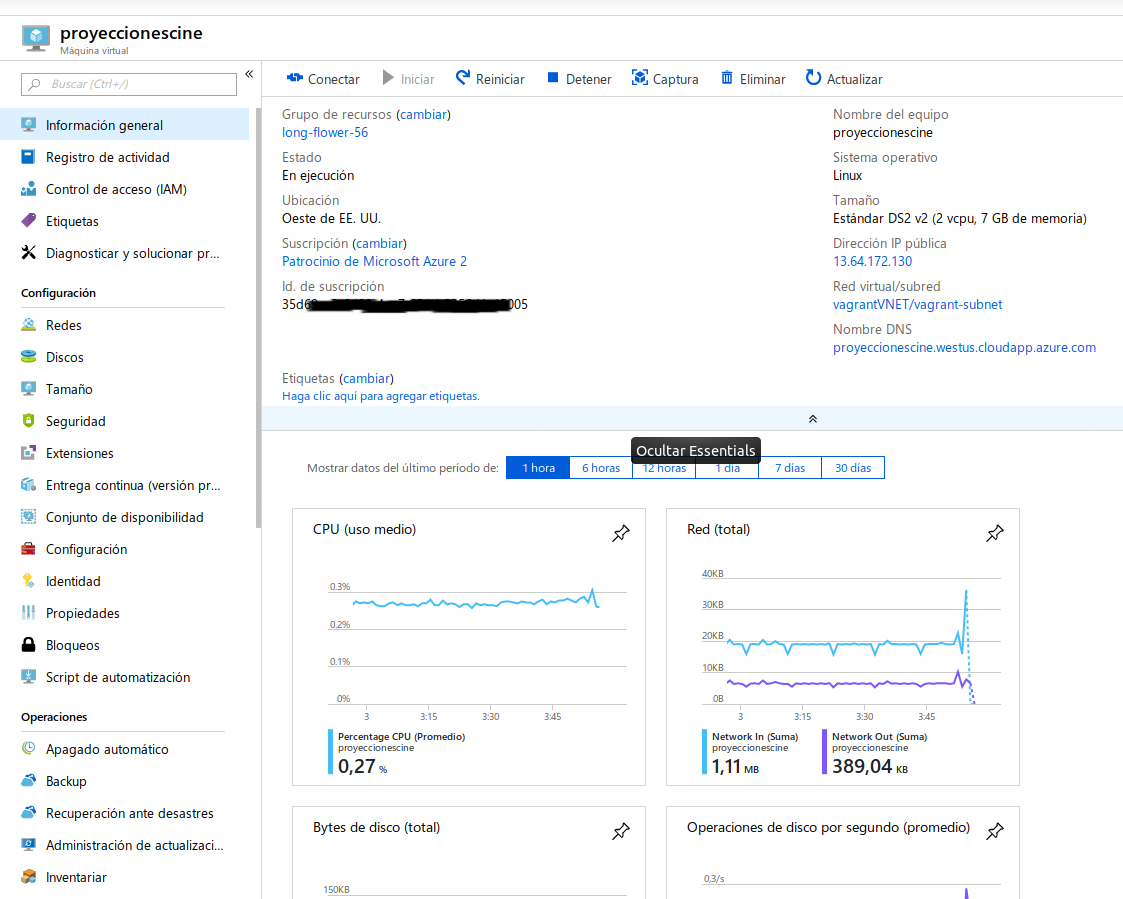 proyeccionescine
Máquina virtual
Buscar (Ctrl+/)
«
Información general
Registro de actividad
Control de acceso (IAM)
Etiquetas
Diagnosticar y solucionar pr...
Configuración
Redes
Discos
Tamaño
Seguridad
Extensiones
Entrega continua (versión pr...
Conjunto de disponibilidad
Configuración
Identidad
Propiedades
Bloqueos
Script de automatización
Operaciones
Apagado automático
Backup
Recuperación ante desastres
Administración de actualizaci...
Inventariar
Conectar Iniciar Reiniciar Detener Captura Eliminar Actualizar
Grupo de recursos (cambiar)
long-flower-56
Estado
En ejecución
Ubicación
Oeste de EE. UU.
Suscripción (cambiar)
Patrocinio de Microsoft Azure 2
Id. de suscripción
35d6 005
Nombre del equipo
proyeccionescine
Sistema operativo
Linux
Tamaño
Estándar DS2 v2 (2 vcpu, 7 GB de memoria)
Dirección IP pública
13.64.172.130
Red virtual/subred
vagrantVNET/vagrant-subnet
Nombre DNS
proyeccionescine.westus.cloudapp.azure.com
Etiquetas (cambiar)
Haga clic aquí para agregar etiquetas.
Ocultar Essentials
Mostrar datos del último período de: 1 hora 6 horas 12 horas 1 día 7 días 30 días
CPU (uso medio)
0.3%
0.2%
0.1%
0%
3 3:15 3:30 3:45
Percentage CPU (Promedio)
proyeccionescine
0,27 %
Red (total)
40KB
30KB
20KB
10KB
0B
3 3:15 3:30 3:45
Network In (Suma)
proyeccionescine
1,11 MB
Network Out (Suma)
proyeccionescine
389,04 KB
Bytes de disco (total)
150KB
Operaciones de disco por segundo (promedio)
0,3/s